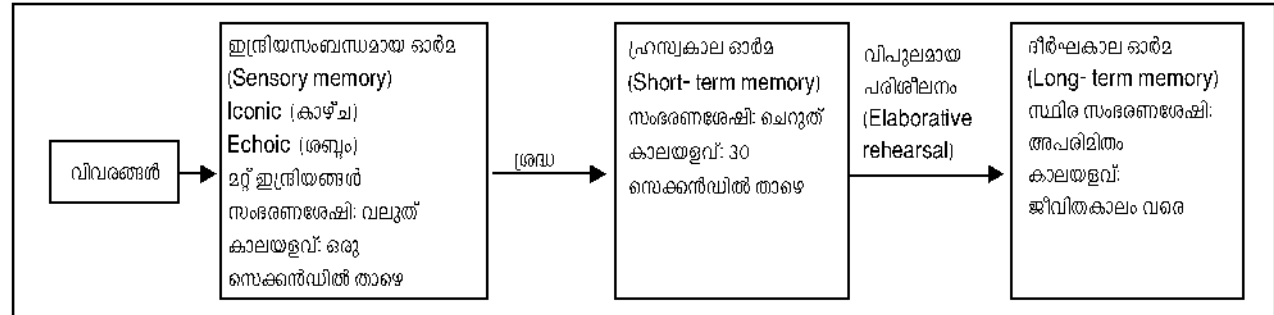 വിവരങ്ങൾ
ഇന്ദ്രിയസംബന്ധമായ ഓർമ
(Sensory memory)
Iconic (കാഴ്ച)
Echoic (ശബ്ദം)
മറ്റ് ഇന്ദ്രിയങ്ങൾ
സംഭരണശേഷി: വലുത്
കാലയളവ്: ഒരു
സെക്കൻഡിൽ താഴെ
ശ്രദ്ധ
ഹ്രസ്വകാല ഓർമ
(Short- term memory)
സംഭരണശേഷി: ചെറുത്
കാലയളവ്: 30
സെക്കൻഡിൽ താഴെ
വിപുലമായ
പരിശീലനം
(Elaborative
rehearsal)
ദീർഘകാല ഓർമ
(Long- term memory)
സ്ഥിര സംഭരണശേഷി:
അപരിമിതം
കാലയളവ്:
ജീവിതകാലം വരെ